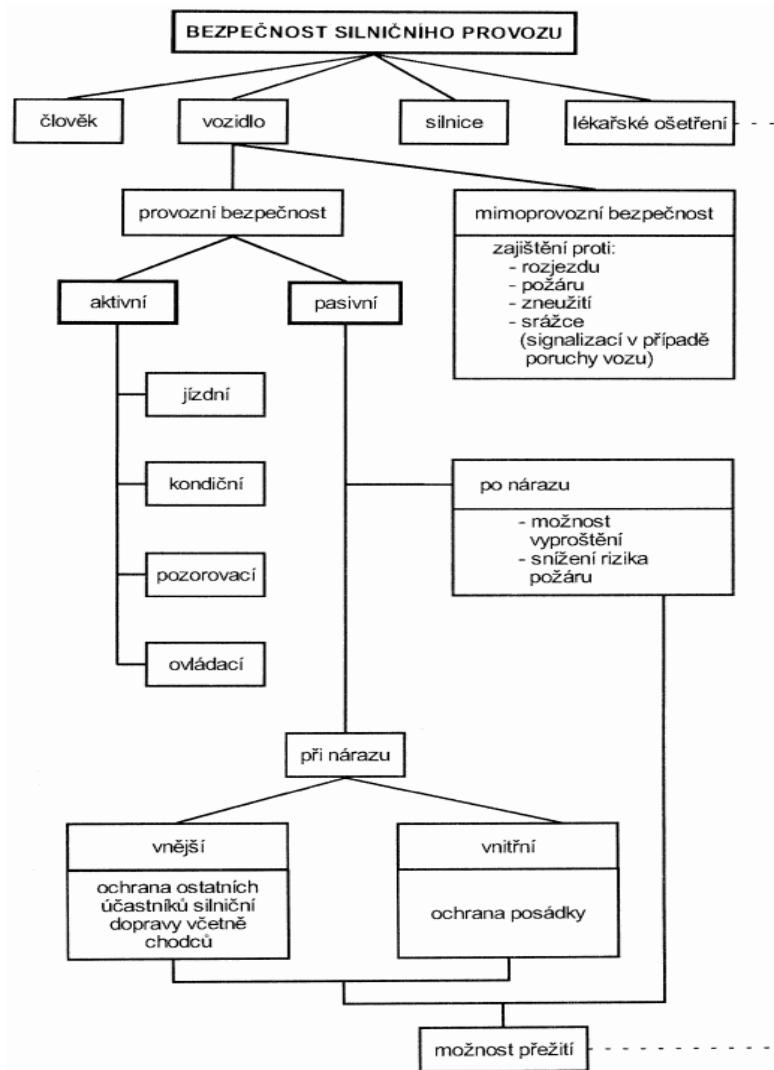 BEZPEČNOST SILNIČNÍHO PROVOZU
člověk
vozidlo
silnice
lékařské ošetření
provozní bezpečnost
mimoprovozní bezpečnost
zajištění proti:
- rozjezdu
- požáru
- zneužití
- srážce
(signalizací v případě
poruchy vozu)
aktivní
pasivní
jízdní
kondiční
pozorovací
ovládací
po nárazu
- možnost
vyproštění
- snížení rizika
požáru
při nárazu
vnější
ochrana ostatních
účastníků silniční
dopravy včetně
chodců
vnitřní
ochrana posádky
možnost přežití